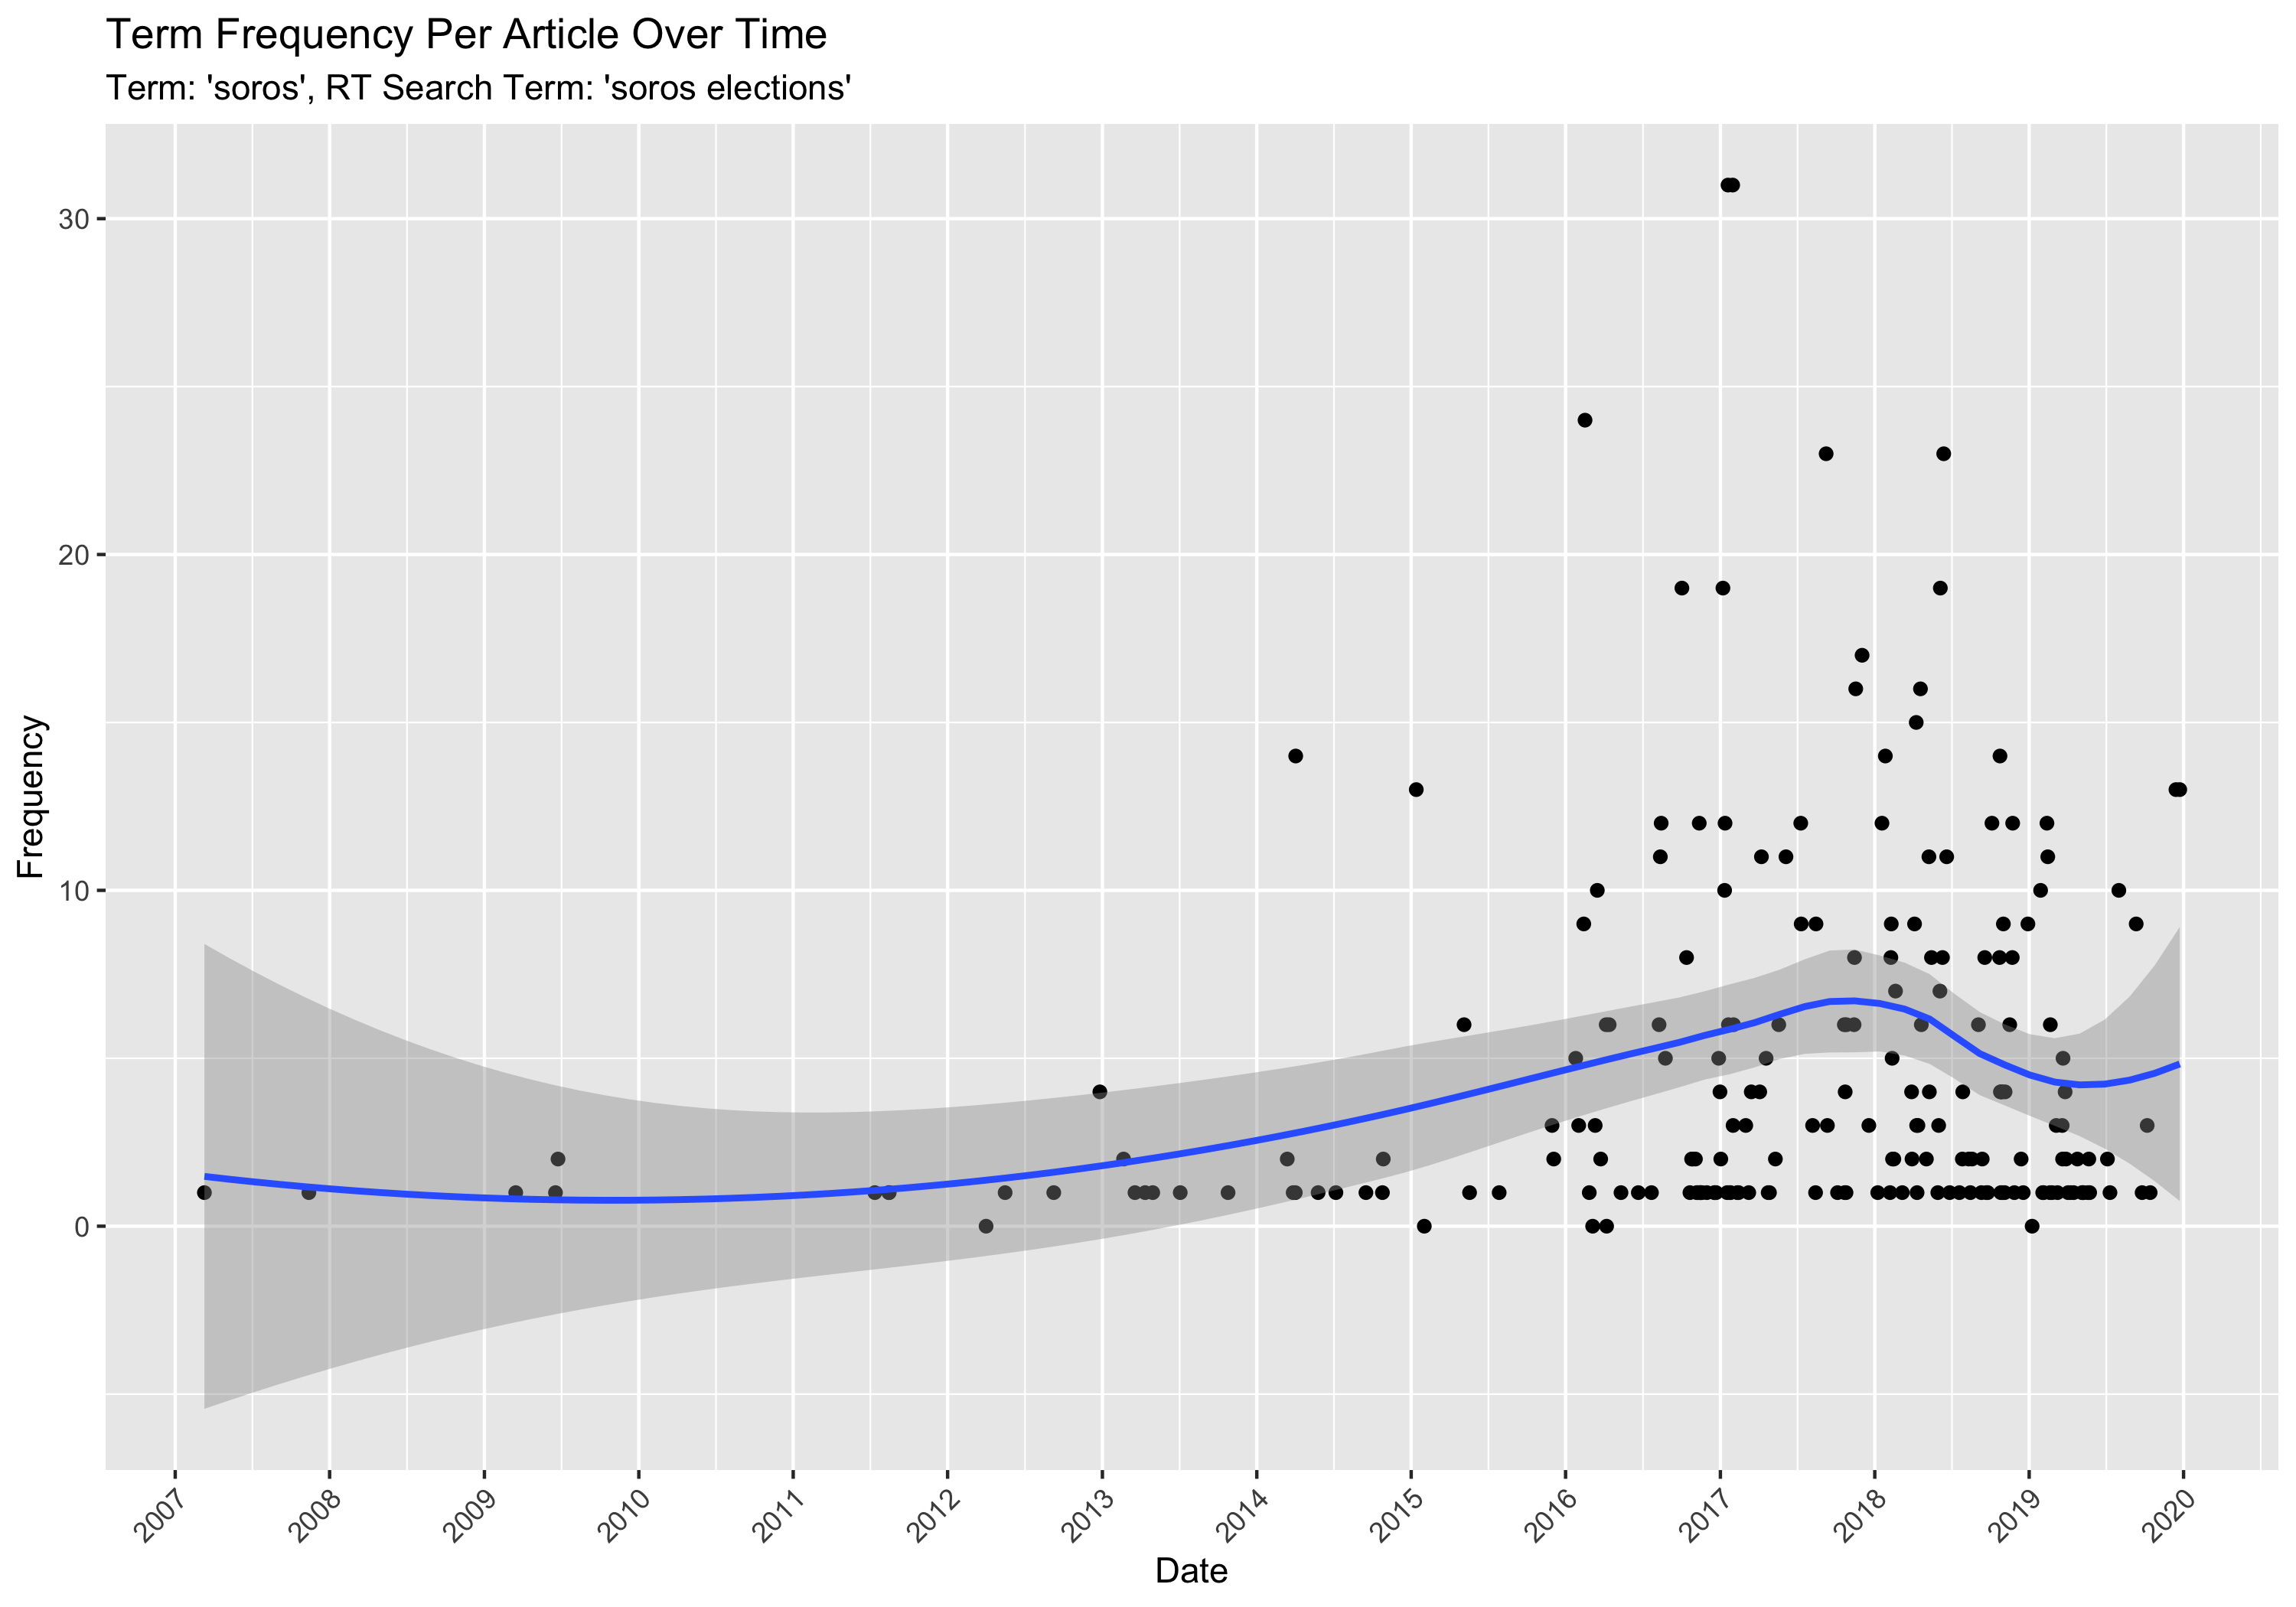 Term Frequency Per Article Over Time
Term: 'soros', RT Search Term: 'soros elections'
Frequency
30
20
10
0
2007 2008 2009 2010 2011 2012 2013 2014 2015 2016 2017 2018 2019 2020
Date